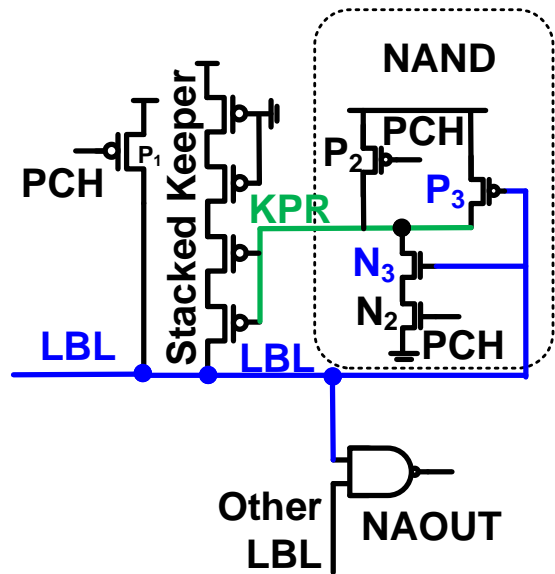 NAND
Stacked Keeper
PCH
P₂
P₁
PCH
P₃
KPR
N₃
N₂
PCH
LBL
LBL
Other
LBL
NAOUT